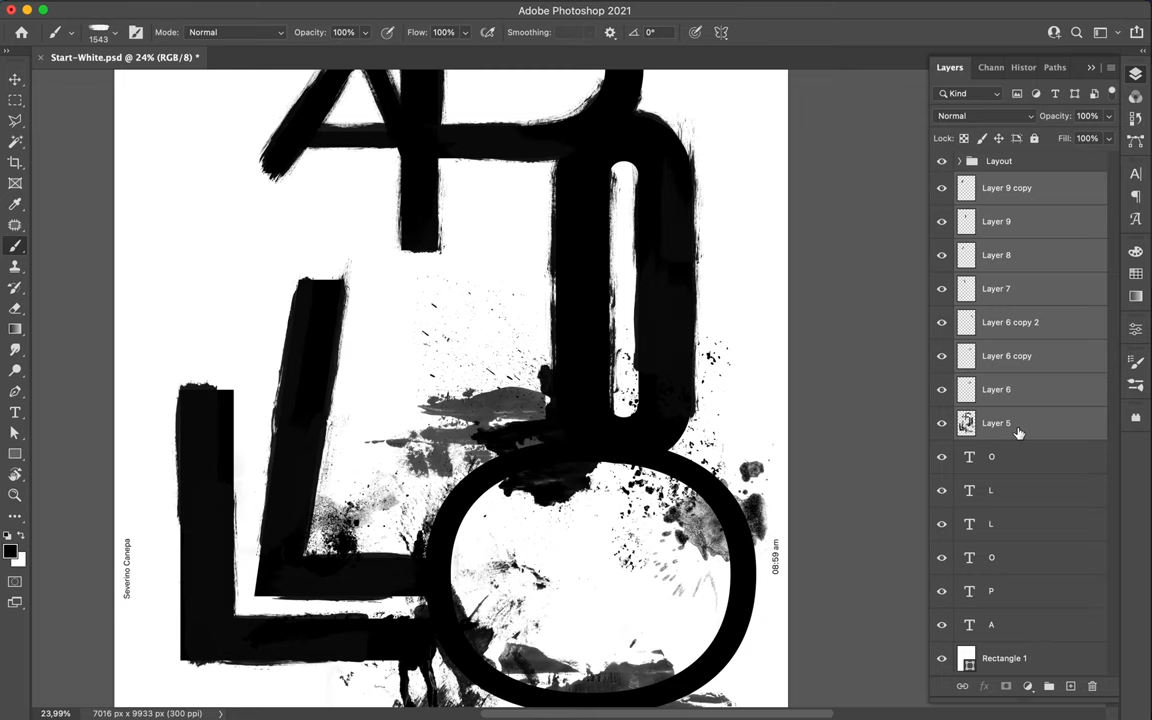 Adobe Photoshop 2021
1543
Mode: Normal
Opacity: 100%
Flow: 100%
Smoothing:
0°
Start-White.psd @ 24% (RGB/8) *
Layers Chann Histor Paths
Kind
Normal
Opacity: 100%
Lock:
Fill: 100%
Layout
Layer 9 copy
Layer 9
Layer 8
Layer 7
Layer 6 copy 2
Layer 6 copy
Layer 6
Layer 5
O
L
L
O
P
A
Rectangle 1
Severino Canepa
08:59 am
23,99%
7016 px x 9933 px (300 ppi)